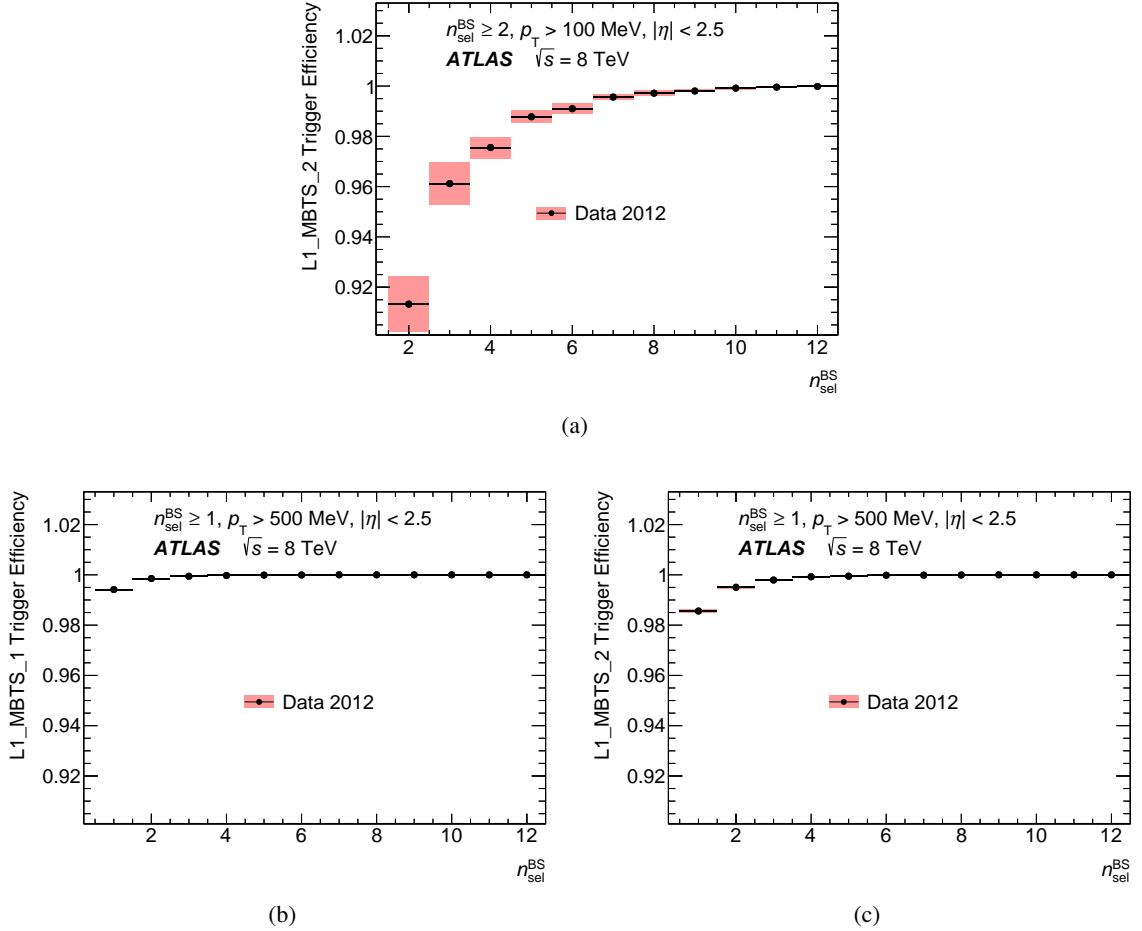 L1_MBTS_2 Trigger Efficiency
1.02
1
0.98
0.96
0.94
0.92
n_sel^BS ≥ 2, p_T > 100 MeV, |η| < 2.5
ATLAS √s = 8 TeV
Data 2012
2 4 6 8 10 12
n_sel^BS
(a)
L1_MBTS_1 Trigger Efficiency
1.02
1
0.98
0.96
0.94
0.92
n_sel^BS ≥ 1, p_T > 500 MeV, |η| < 2.5
ATLAS √s = 8 TeV
Data 2012
2 4 6 8 10 12
n_sel^BS
(b)
L1_MBTS_2 Trigger Efficiency
1.02
1
0.98
0.96
0.94
0.92
n_sel^BS ≥ 1, p_T > 500 MeV, |η| < 2.5
ATLAS √s = 8 TeV
Data 2012
2 4 6 8 10 12
n_sel^BS
(c)